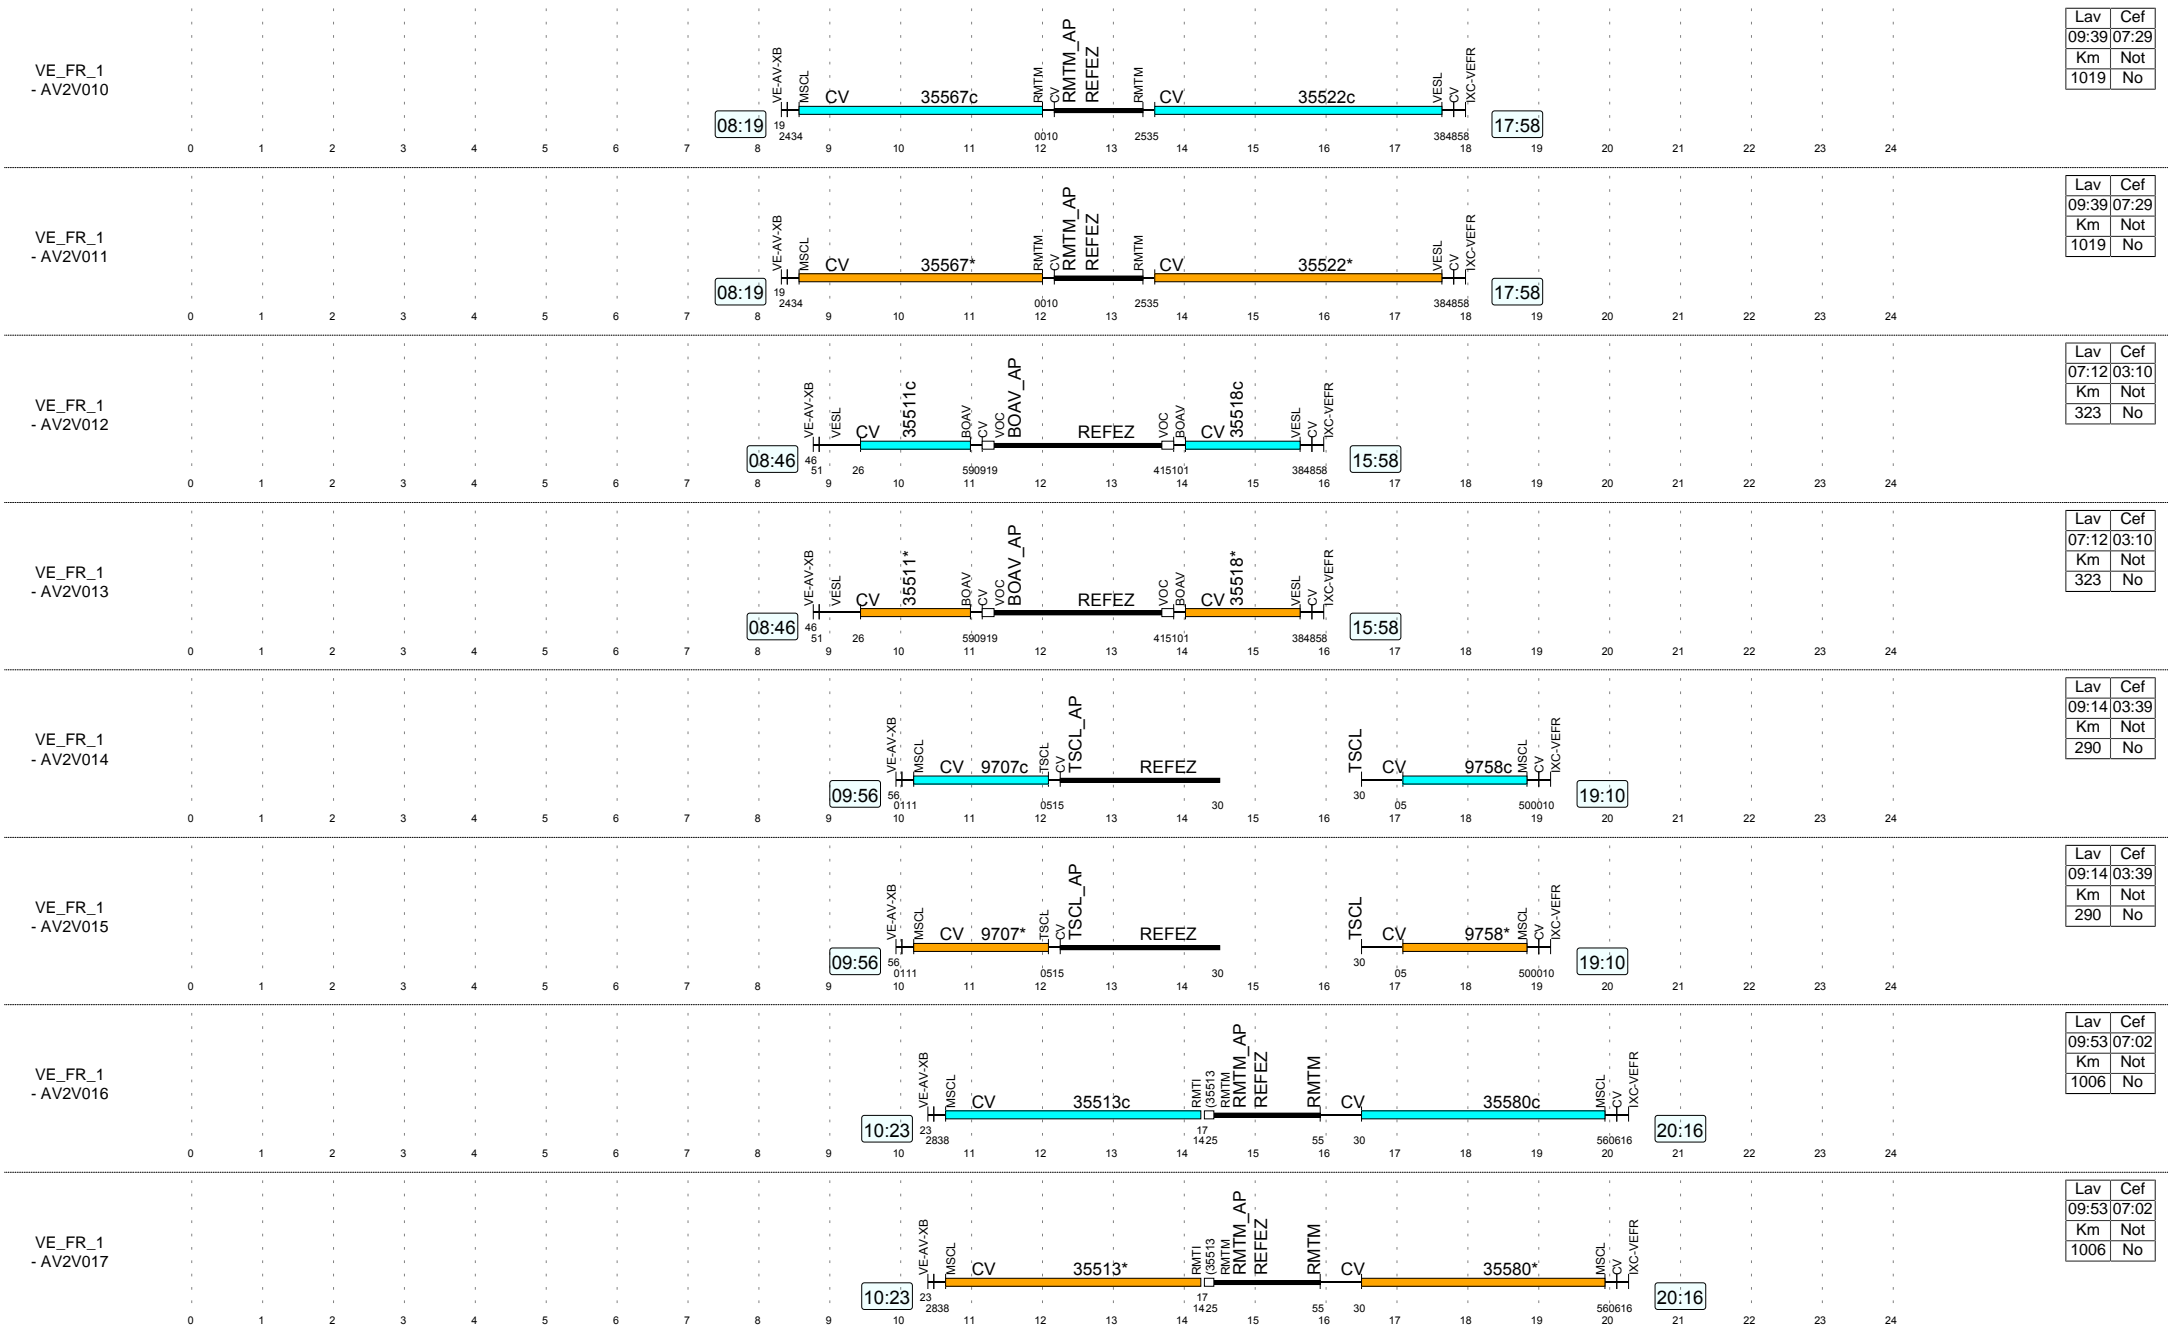 VE_FR_1
- AV2V010
08:19
VE-AV-XB
MSCL
CV
35567c
RMTM
CV
RMTM_AP
REFEZ
RMTM
CV
35522c
VESL
CV
IXC-VEFR
17:58
19
2434
0010
2535
384858
0 1 2 3 4 5 6 7 8 9 10 11 12 13 14 15 16 17 18 19 20 21 22 23 24
Lav Cef
09:39 07:29
Km Not
1019 No
VE_FR_1
- AV2V011
08:19
VE-AV-XB
MSCL
CV
35567*
RMTM
CV
RMTM_AP
REFEZ
RMTM
CV
35522*
VESL
CV
IXC-VEFR
17:58
19
2434
0010
2535
384858
0 1 2 3 4 5 6 7 8 9 10 11 12 13 14 15 16 17 18 19 20 21 22 23 24
Lav Cef
09:39 07:29
Km Not
1019 No
VE_FR_1
- AV2V012
08:46
VE-AV-XB
VESL
CV
35511c
BOAV
CV
VOC
BOAV_AP
REFEZ
VOC
BOAV
CV
35518c
VESL
CV
IXC-VEFR
15:58
46
51
26
590919
415101
384858
0 1 2 3 4 5 6 7 8 9 10 11 12 13 14 15 16 17 18 19 20 21 22 23 24
Lav Cef
07:12 03:10
Km Not
323 No
VE_FR_1
- AV2V013
08:46
VE-AV-XB
VESL
CV
35511*
BOAV
CV
VOC
BOAV_AP
REFEZ
VOC
BOAV
CV
35518*
VESL
CV
IXC-VEFR
15:58
46
51
26
590919
415101
384858
0 1 2 3 4 5 6 7 8 9 10 11 12 13 14 15 16 17 18 19 20 21 22 23 24
Lav Cef
07:12 03:10
Km Not
323 No
VE_FR_1
- AV2V014
09:56
VE-AV-XB
MSCL
CV
9707c
TSCL
CV
TSCL_AP
REFEZ
TSCL
CV
9758c
MSCL
CV
IXC-VEFR
19:10
56
0111
0515
30
30
05
500010
0 1 2 3 4 5 6 7 8 9 10 11 12 13 14 15 16 17 18 19 20 21 22 23 24
Lav Cef
09:14 03:39
Km Not
290 No
VE_FR_1
- AV2V015
09:56
VE-AV-XB
MSCL
CV
9707*
TSCL
CV
TSCL_AP
REFEZ
TSCL
CV
9758*
MSCL
CV
IXC-VEFR
19:10
56
0111
0515
30
30
05
500010
0 1 2 3 4 5 6 7 8 9 10 11 12 13 14 15 16 17 18 19 20 21 22 23 24
Lav Cef
09:14 03:39
Km Not
290 No
VE_FR_1
- AV2V016
10:23
VE-AV-XB
MSCL
CV
35513c
RMTI
(35513
RMTM
RMTM_AP
REFEZ
RMTM
CV
35580c
MSCL
CV
IXC-VEFR
20:16
23
2838
17
1425
55
30
560616
0 1 2 3 4 5 6 7 8 9 10 11 12 13 14 15 16 17 18 19 20 21 22 23 24
Lav Cef
09:53 07:02
Km Not
1006 No
VE_FR_1
- AV2V017
10:23
VE-AV-XB
MSCL
CV
35513*
RMTI
(35513
RMTM
RMTM_AP
REFEZ
RMTM
CV
35580*
MSCL
CV
IXC-VEFR
20:16
23
2838
17
1425
55
30
560616
0 1 2 3 4 5 6 7 8 9 10 11 12 13 14 15 16 17 18 19 20 21 22 23 24
Lav Cef
09:53 07:02
Km Not
1006 No